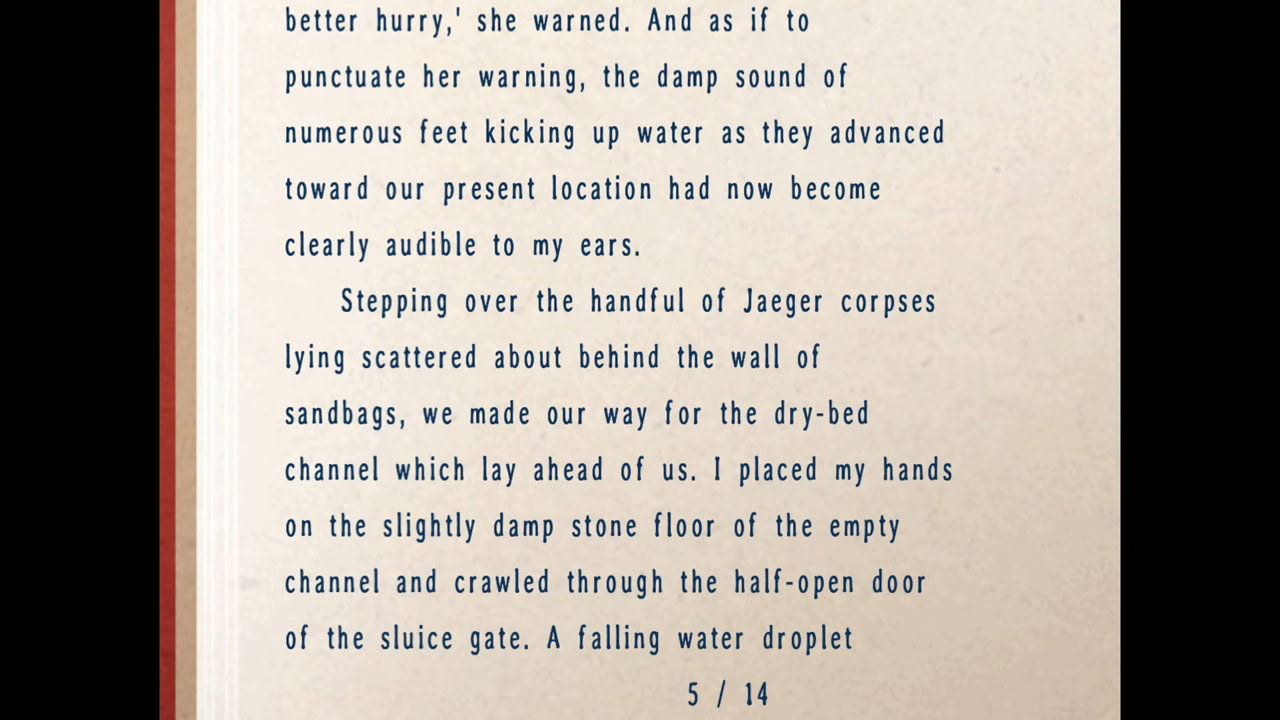 better hurry,' she warned. And as if to
punctuate her warning, the damp sound of
numerous feet kicking up water as they advanced
toward our present location had now become
clearly audible to my ears.
Stepping over the handful of Jaeger corpses
lying scattered about behind the wall of
sandbags, we made our way for the dry-bed
channel which lay ahead of us. I placed my hands
on the slightly damp stone floor of the empty
channel and crawled through the half-open door
of the sluice gate. A falling water droplet
5 / 14